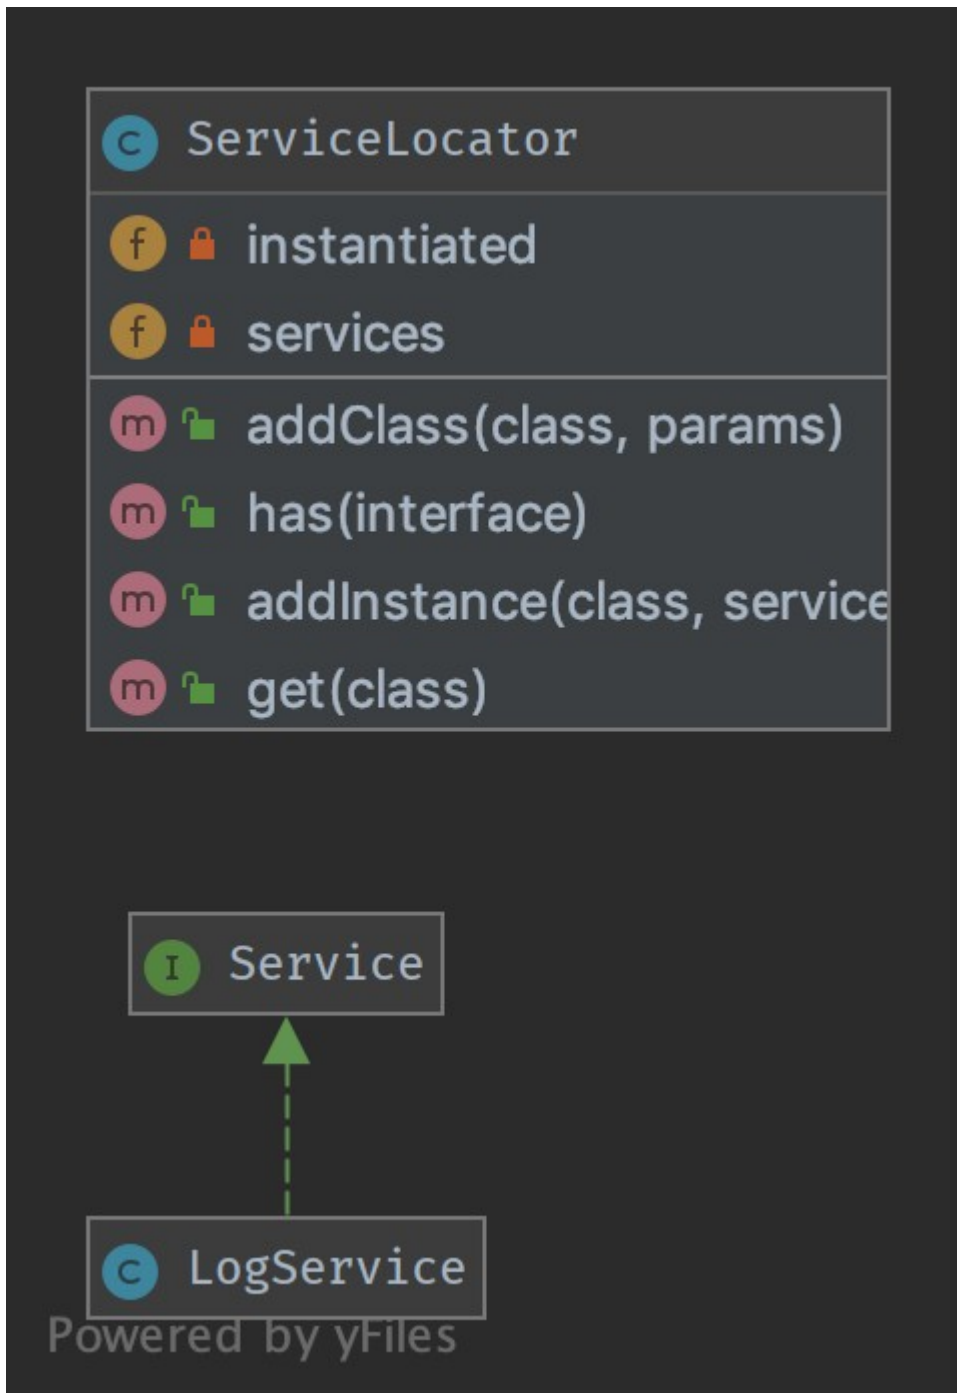 C ServiceLocator
f instantiated
f services
m addClass(class, params)
m has(interface)
m addInstance(class, service
m get(class)
I Service
C LogService
Powered by yFiles